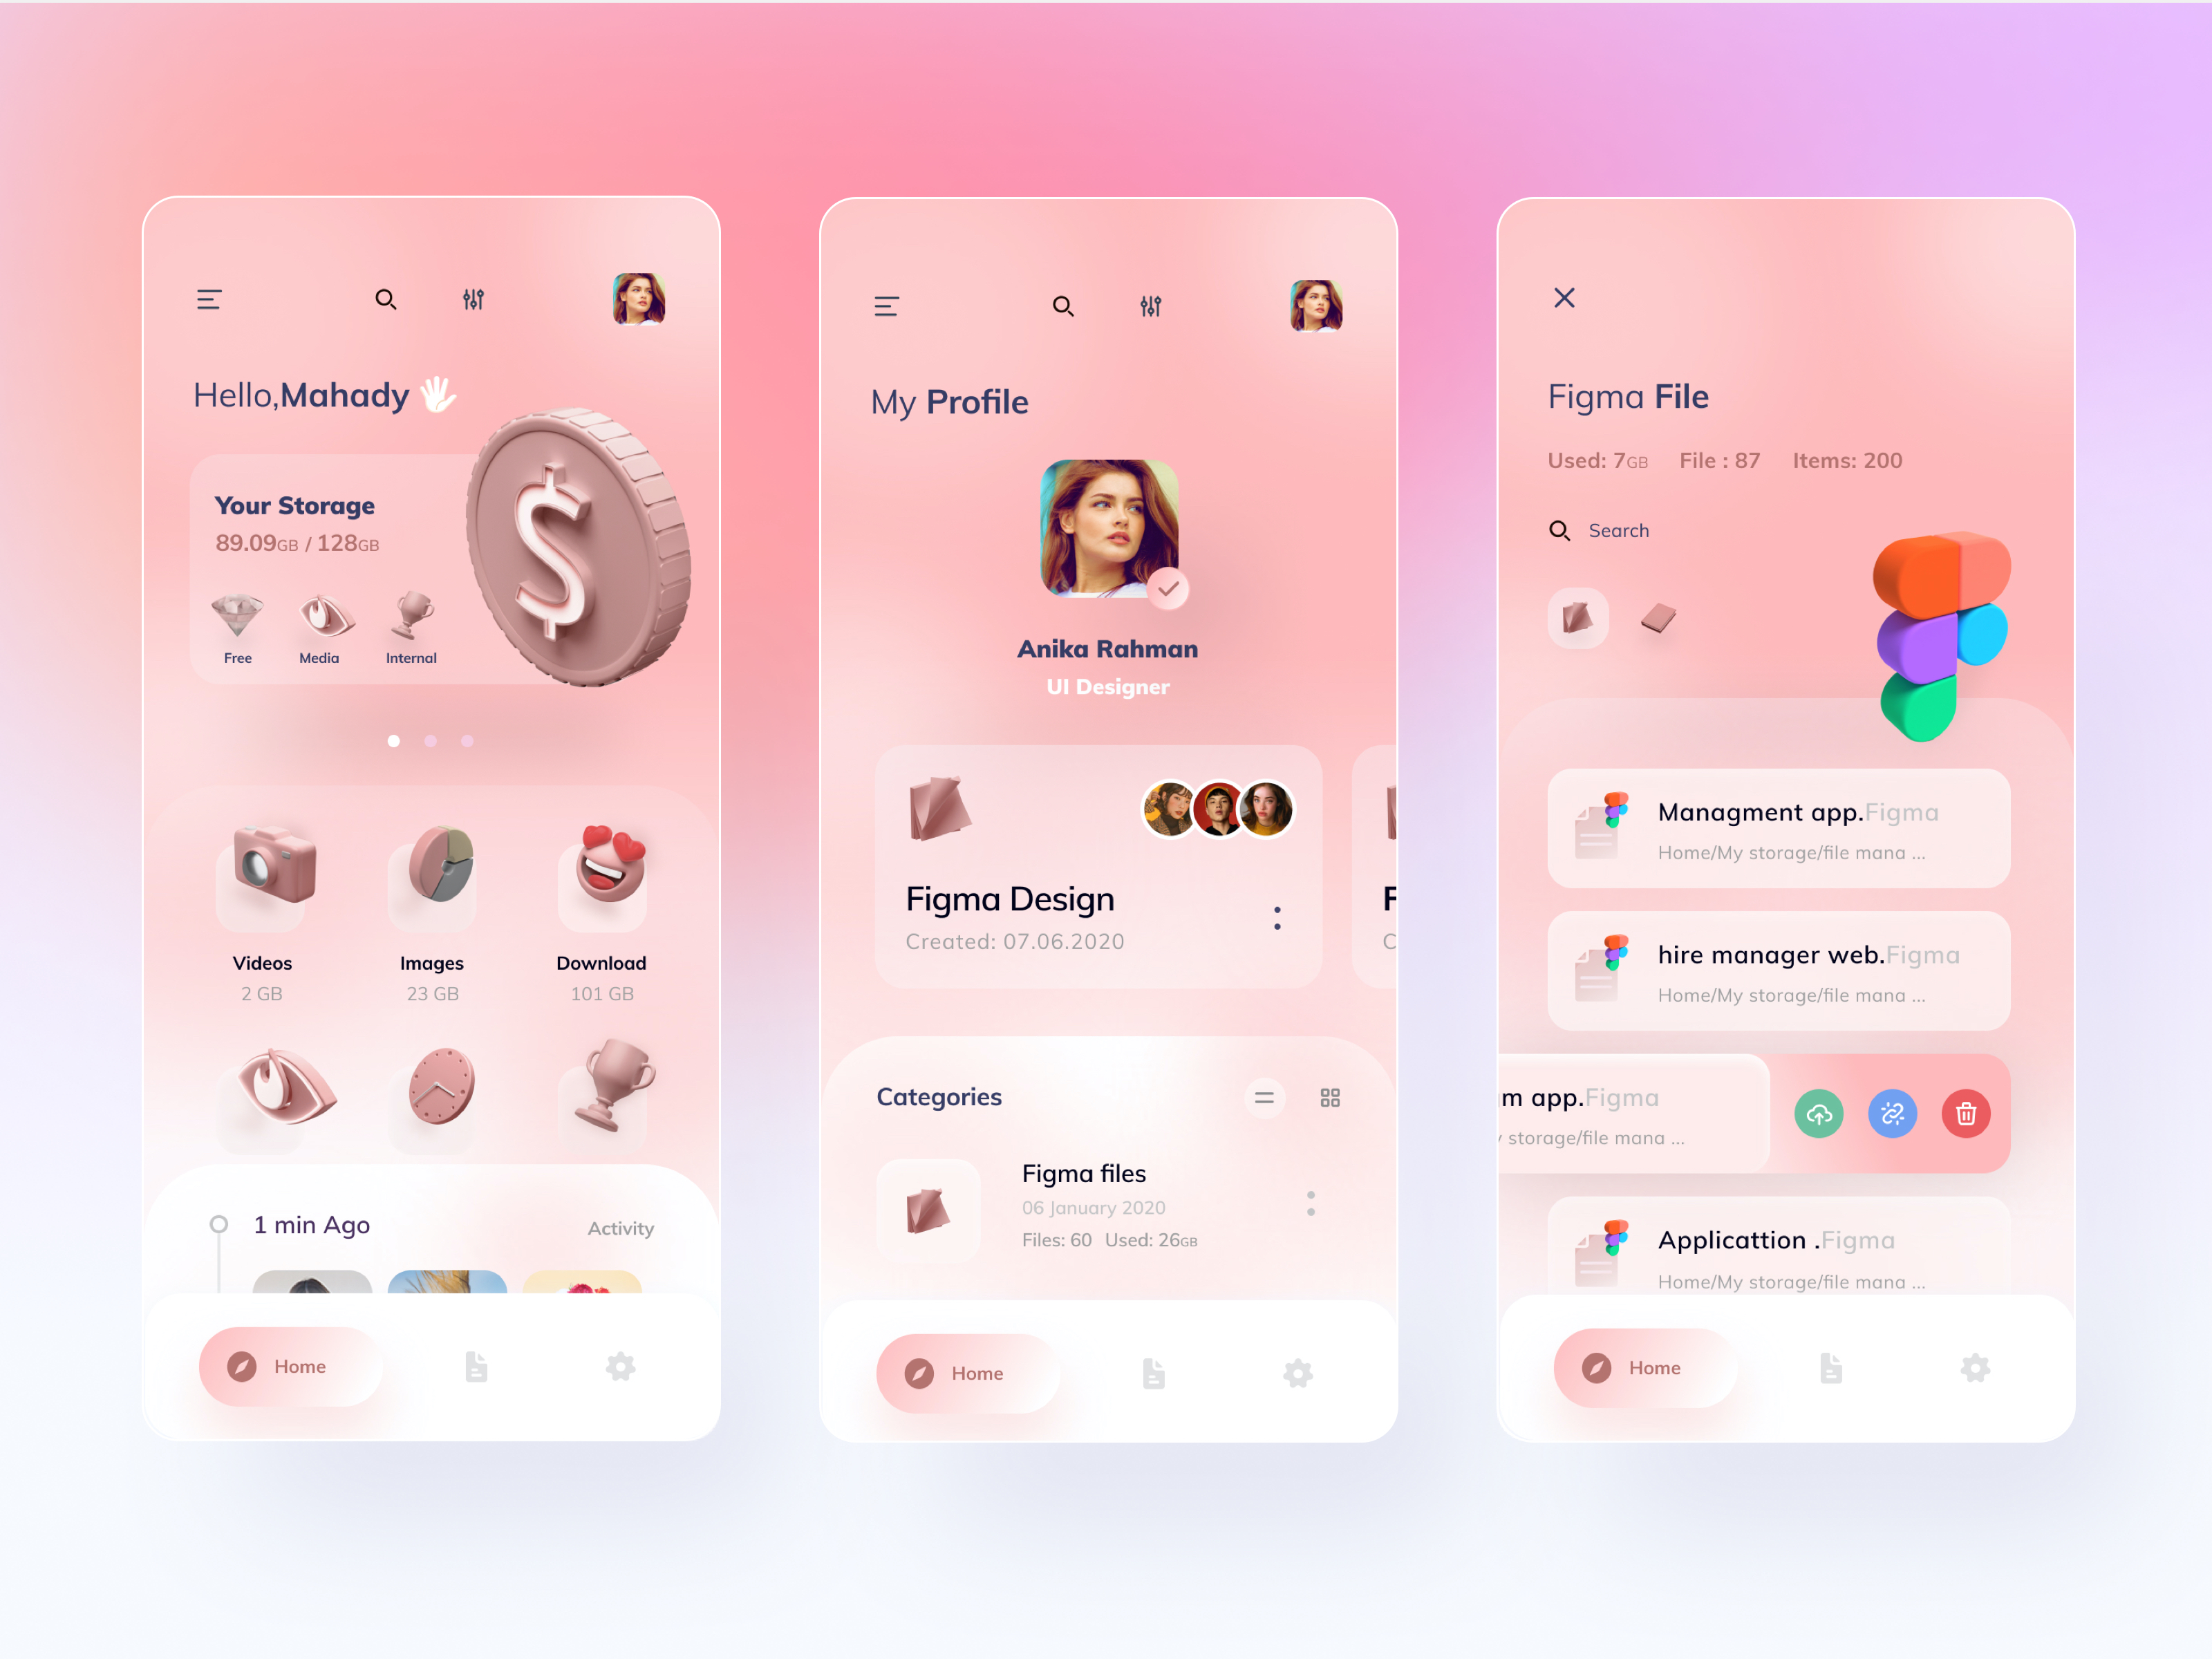 Hello,Mahady
Your Storage
89.09GB / 128GB
Free Media Internal
Videos Images Download
2 GB 23 GB 101 GB
1 min Ago Activity
Home
My Profile
Anika Rahman
UI Designer
Figma Design
Created: 07.06.2020
F
C
Categories
Figma files
06 January 2020
Files: 60 Used: 26GB
Home
Figma File
Used: 7GB File : 87 Items: 200
Search
Managment app.Figma
Home/My storage/file mana ...
hire manager web.Figma
Home/My storage/file mana ...
m app.Figma
storage/file mana ...
Applicattion .Figma
Home/My storage/file mana ...
Home